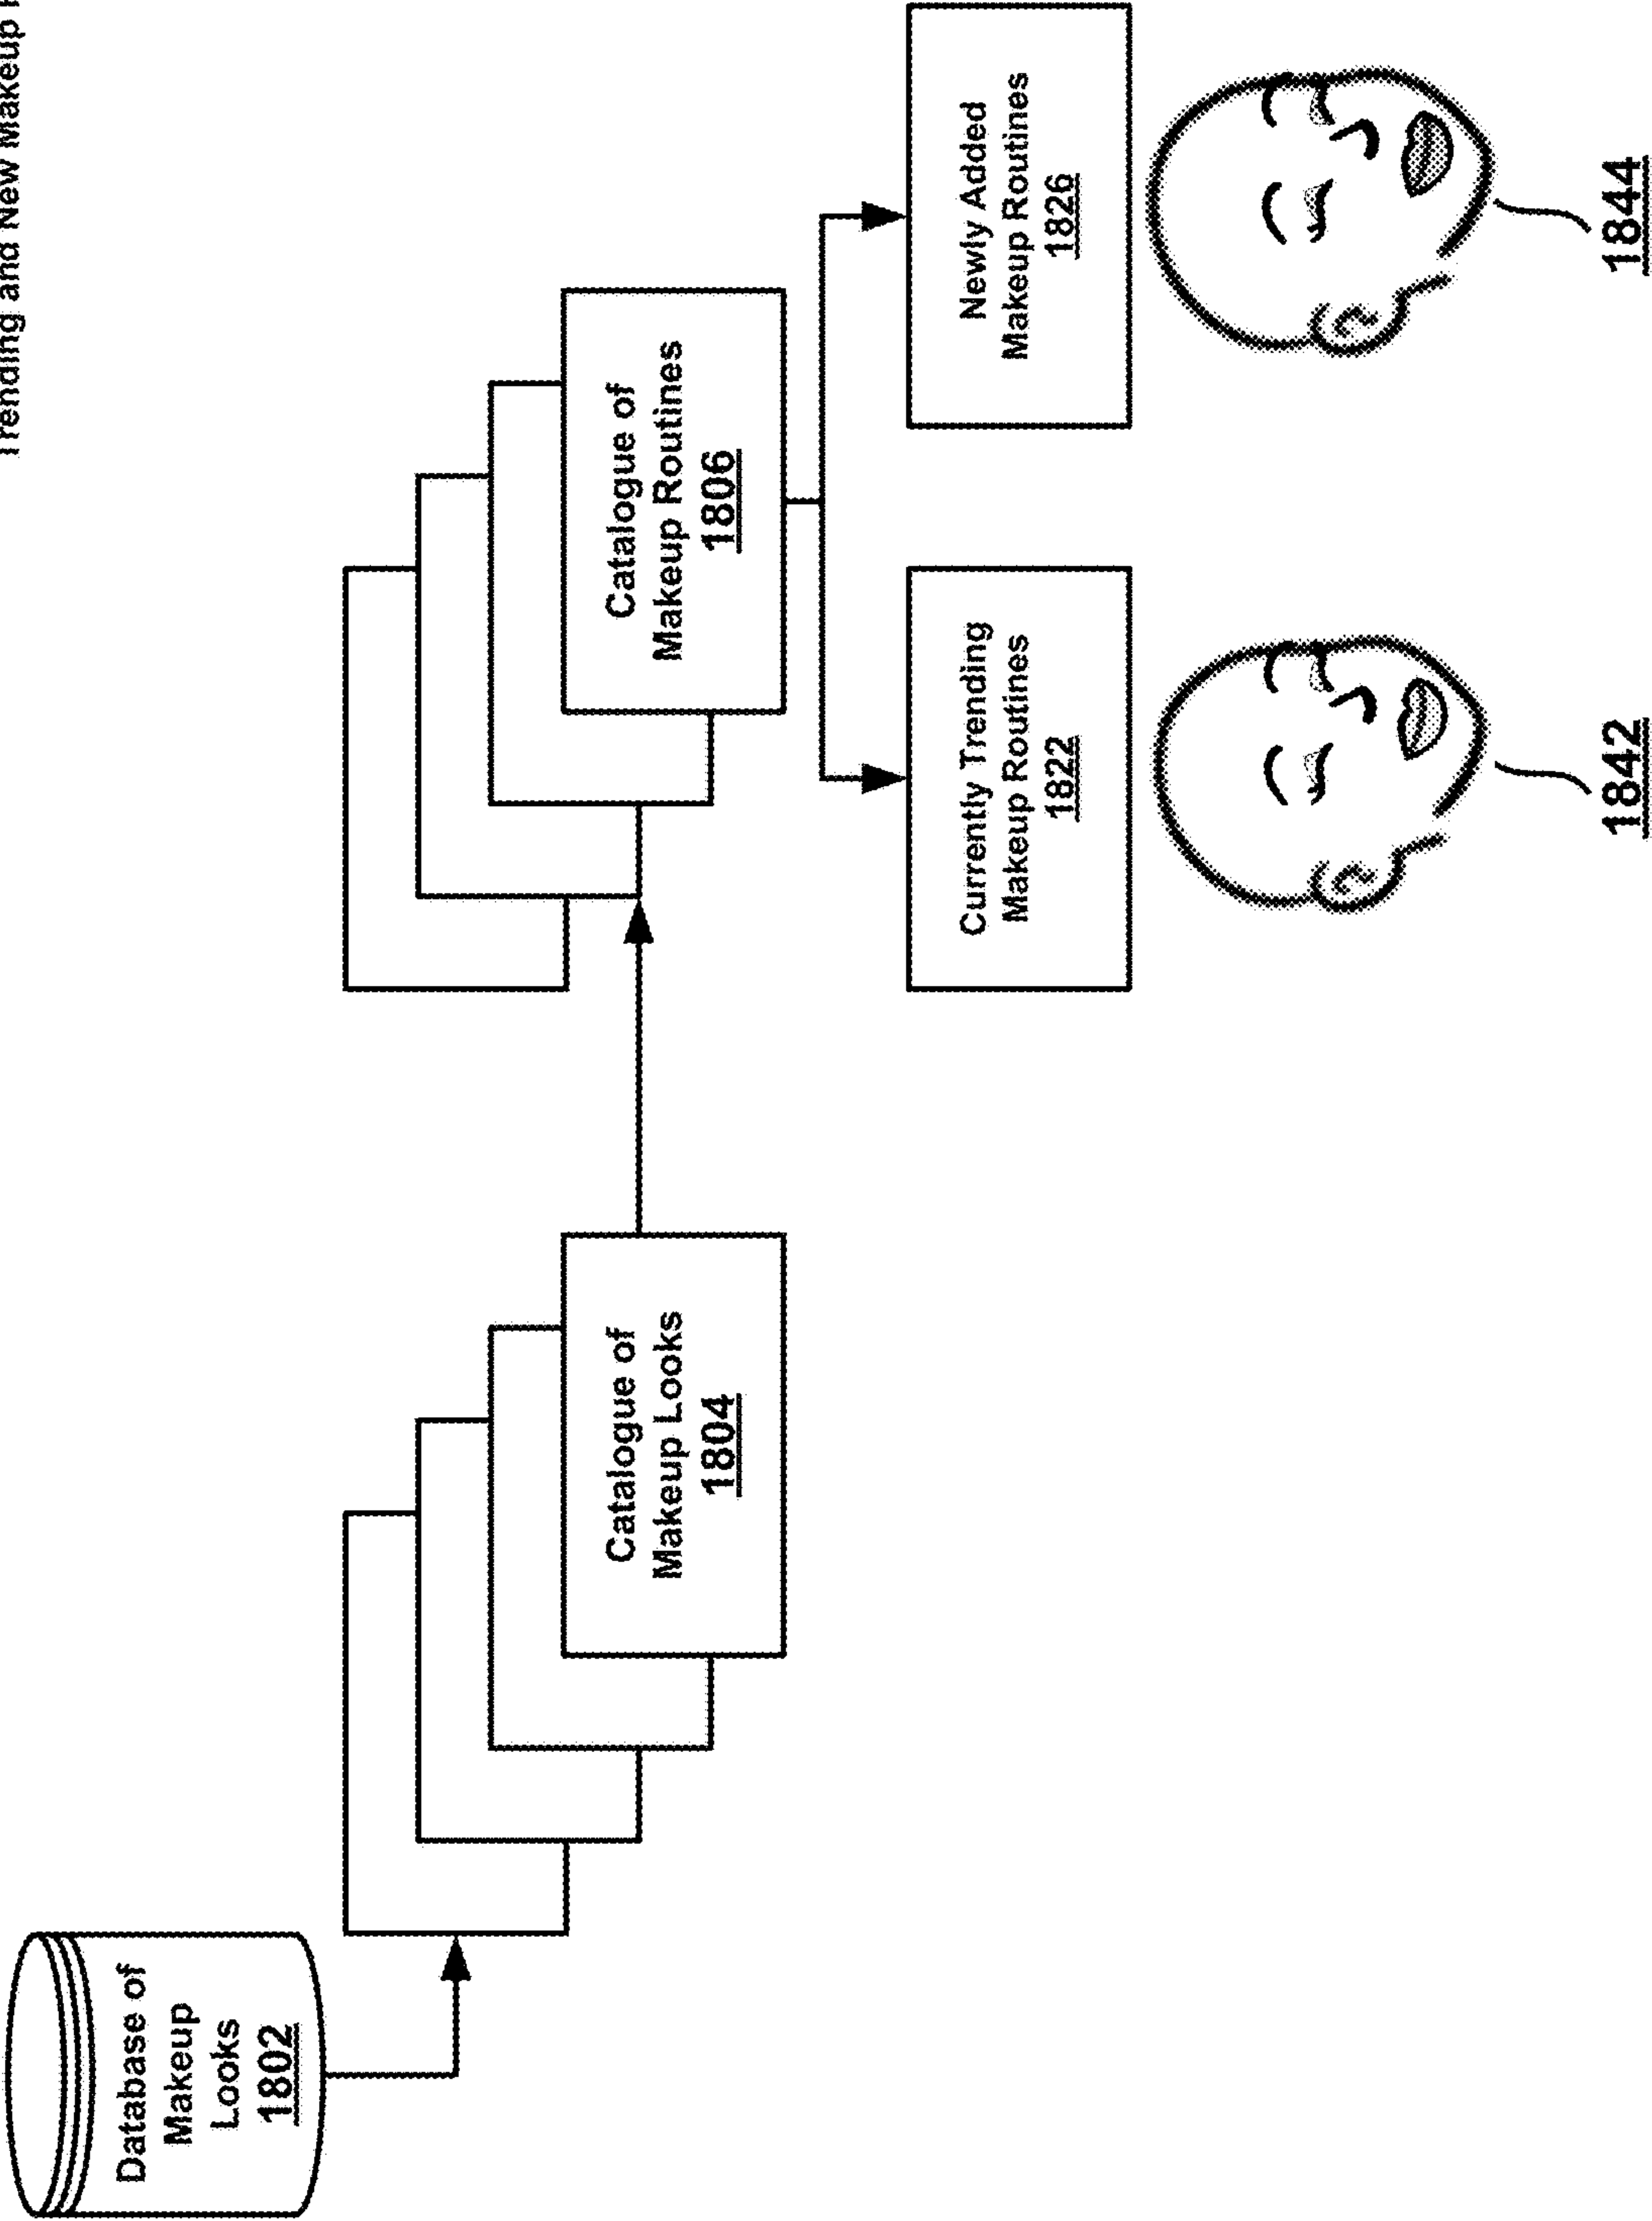 Trending and New Makeup
Database of
Makeup
Looks
1802
Catalogue of
Makeup Looks
1804
Catalogue of
Makeup Routines
1806
Currently Trending
Makeup Routines
1822
Newly Added
Makeup Routines
1826
1842
1844